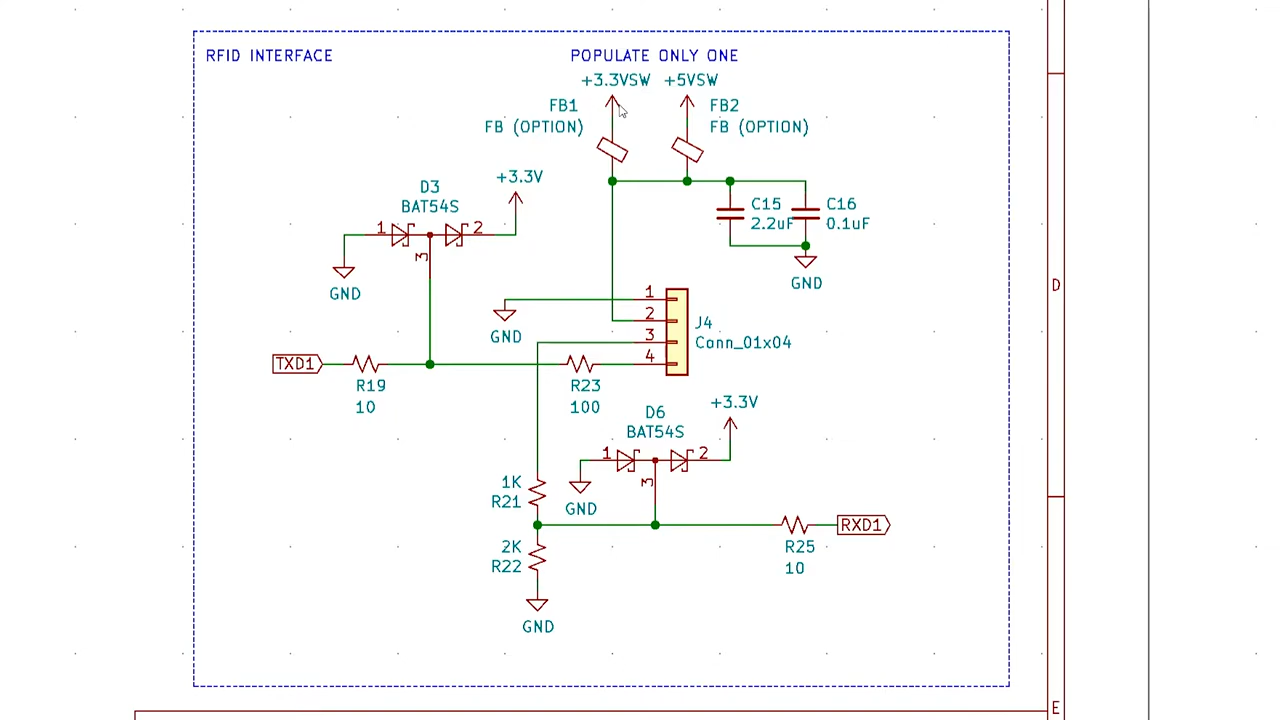 RFID INTERFACE
POPULATE ONLY ONE
+3.3VSW
+5VSW
FB1
FB (OPTION)
FB2
FB (OPTION)
+3.3V
D3
BAT54S
1
2
3
GND
C15
2.2uF
C16
0.1uF
GND
GND
1
2
3
4
J4
Conn_01x04
TXD1
R19
10
R23
100
+3.3V
D6
BAT54S
1
2
3
GND
1K
R21
2K
R22
GND
R25
10
RXD1
D
E